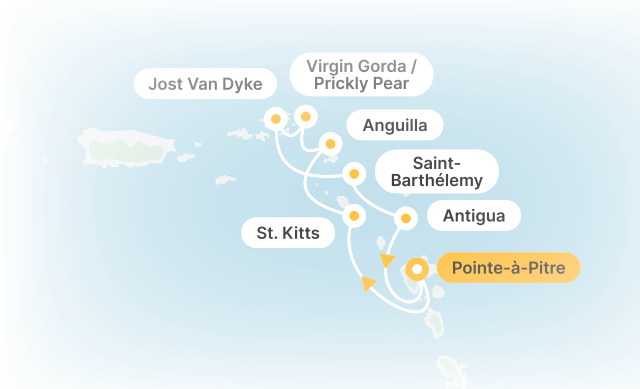 Virgin Gorda /
Prickly Pear
Jost Van Dyke
Anguilla
Saint-
Barthélemy
Antigua
St. Kitts
Pointe-à-Pitre